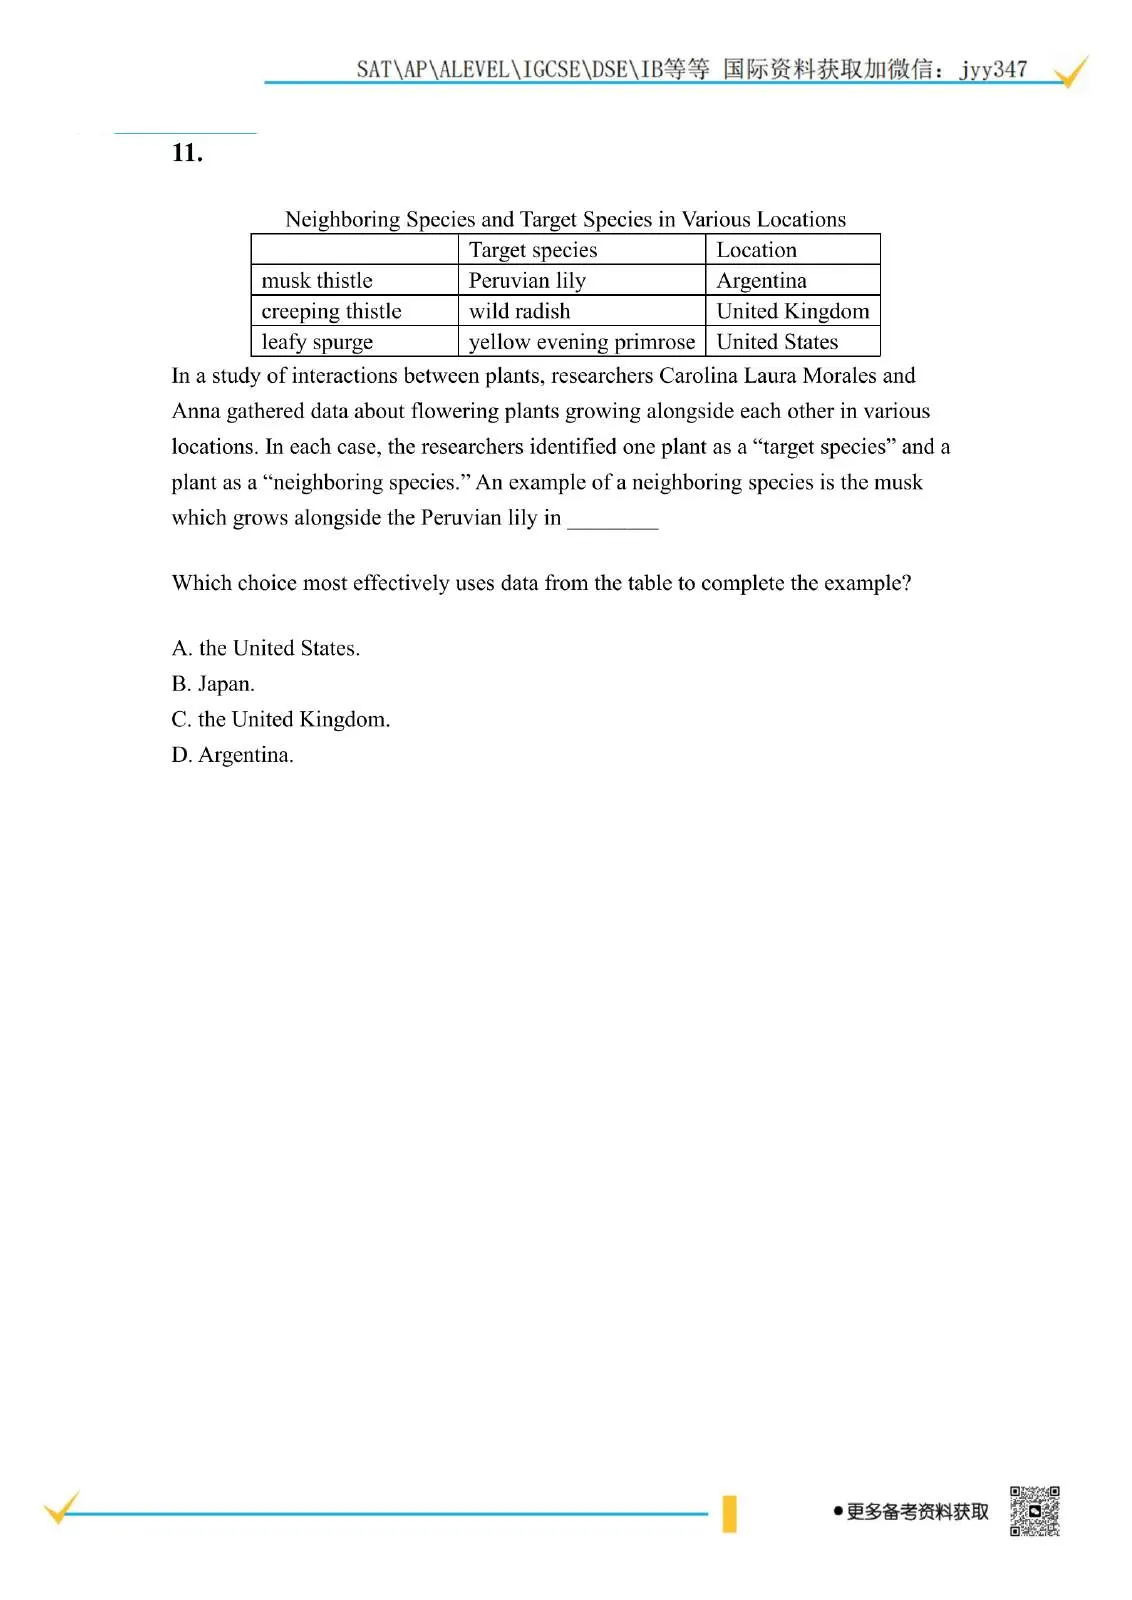 SAT\AP\ALEVEL\IGCSE\DSE\IB等等 国际资料获取加微信：jyy347
11.
Neighboring Species and Target Species in Various Locations
Target species Location
musk thistle Peruvian lily Argentina
creeping thistle wild radish United Kingdom
leafy spurge yellow evening primrose United States
In a study of interactions between plants, researchers Carolina Laura Morales and
Anna gathered data about flowering plants growing alongside each other in various
locations. In each case, the researchers identified one plant as a “target species” and a
plant as a “neighboring species.” An example of a neighboring species is the musk
which grows alongside the Peruvian lily in ________
Which choice most effectively uses data from the table to complete the example?
A. the United States.
B. Japan.
C. the United Kingdom.
D. Argentina.
●更多备考资料获取